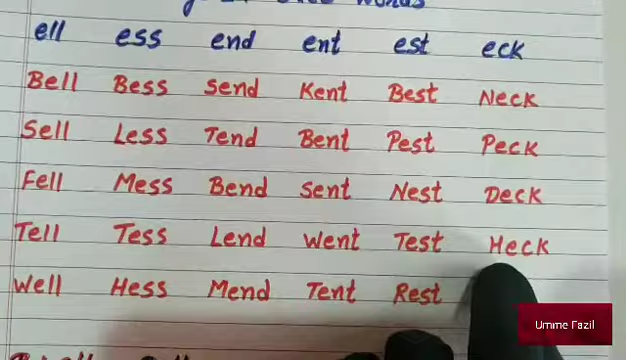 words
ell ess end ent est eck
Bell Bess Send Kent Best Neck
Sell Less Tend Bent Pest Peck
Fell Mess Bend Sent Nest Deck
Tell Tess Lend Went Test Heck
Well Hess Mend Tent Rest
Umme Fazil